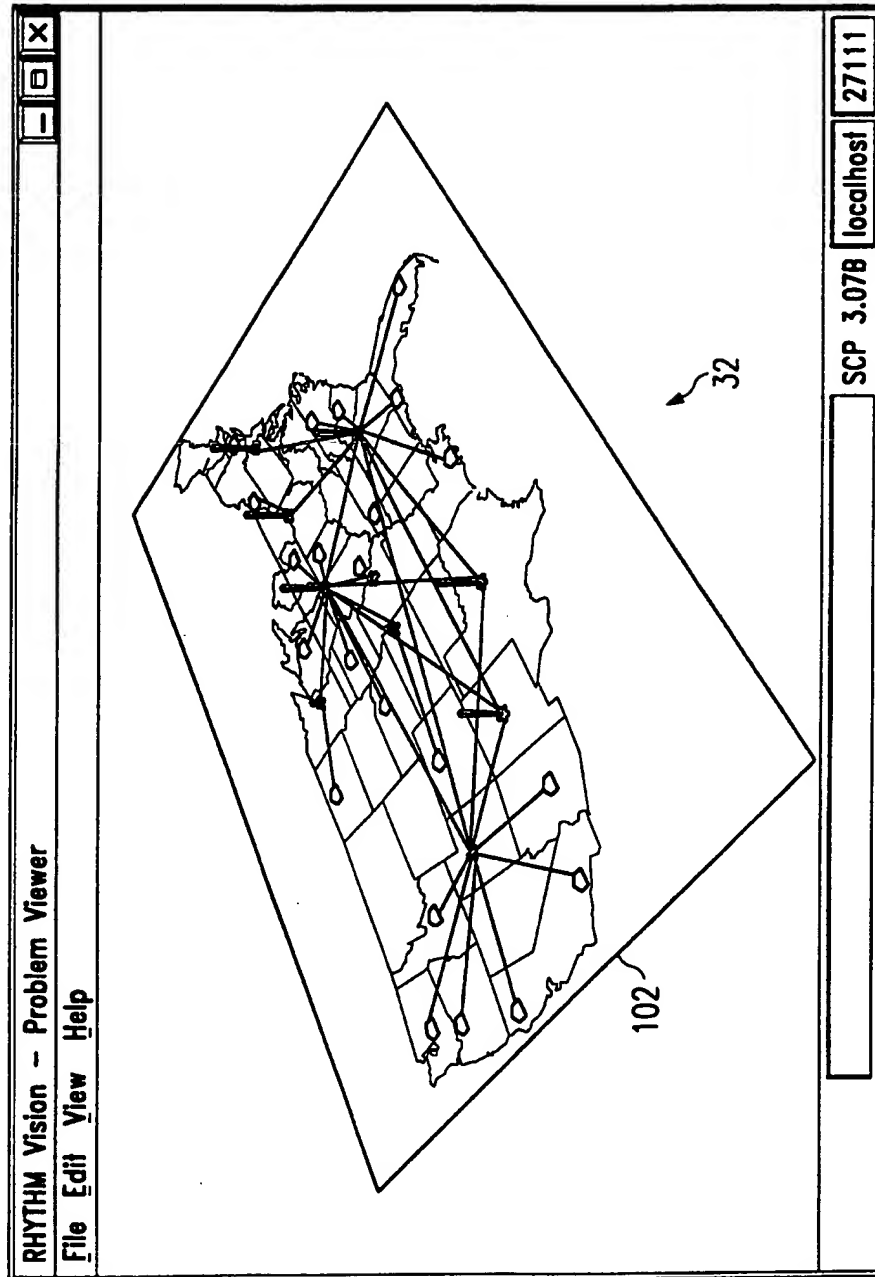 RHYTHM Vision – Problem Viewer
File Edit View Help
32
102
SCP 3.07B localhost 27111